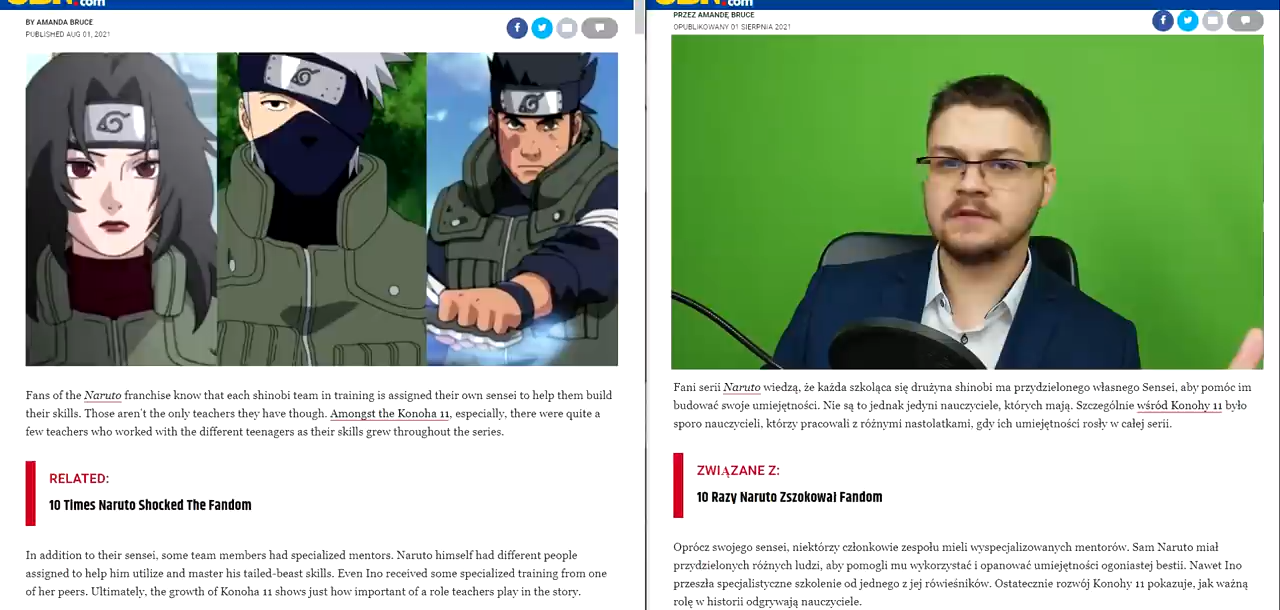 .com
BY AMANDA BRUCE
PUBLISHED AUG 01, 2021
Fans of the Naruto franchise know that each shinobi team in training is assigned their own sensei to help them build
their skills. Those aren't the only teachers they have though. Amongst the Konoha 11, especially, there were quite a
few teachers who worked with the different teenagers as their skills grew throughout the series.
RELATED:
10 Times Naruto Shocked The Fandom
In addition to their sensei, some team members had specialized mentors. Naruto himself had different people
assigned to help him utilize and master his tailed-beast skills. Even Ino received some specialized training from one
of her peers. Ultimately, the growth of Konoha 11 shows just how important of a role teachers play in the story.
.com
PRZEZ AMANDĘ BRUCE
OPUBLIKOWANY 01 SIERPNIA 2021
Fani serii Naruto wiedzą, że każda szkoląca się drużyna shinobi ma przydzielonego własnego Sensei, aby pomóc im
budować swoje umiejętności. Nie są to jednak jedyni nauczyciele, których mają. Szczególnie wśród Konohy 11 było
sporo nauczycieli, którzy pracowali z różnymi nastolatkami, gdy ich umiejętności rosły w całej serii.
ZWIĄZANE Z:
10 Razy Naruto Zszokował Fandom
Oprócz swojego sensei, niektórzy członkowie zespołu mieli wyspecjalizowanych mentorów. Sam Naruto miał
przydzielonych różnych ludzi, aby pomogli mu wykorzystać i opanować umiejętności ogoniastej bestii. Nawet Ino
przeszła specjalistyczne szkolenie od jednego z jej rówieśników. Ostatecznie rozwój Konohy 11 pokazuje, jak ważną
rolę w historii odgrywają nauczyciele.